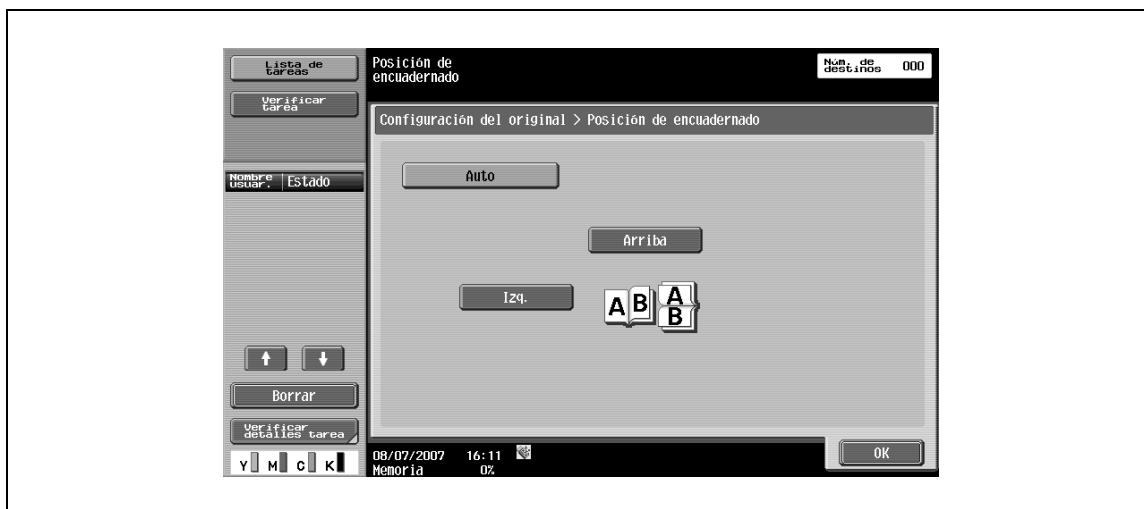 Lista de
tareas
Verificar
tarea
Nombre
usuar.
Estado
Borrar
Verificar
detalles tarea
Y M C K
Posición de
encuadernado
Núm. de
destinos
000
Configuración del original > Posición de encuadernado
Auto
Arriba
Izq.
A B
A
B
08/07/2007 16:11
Memoria 0%
OK